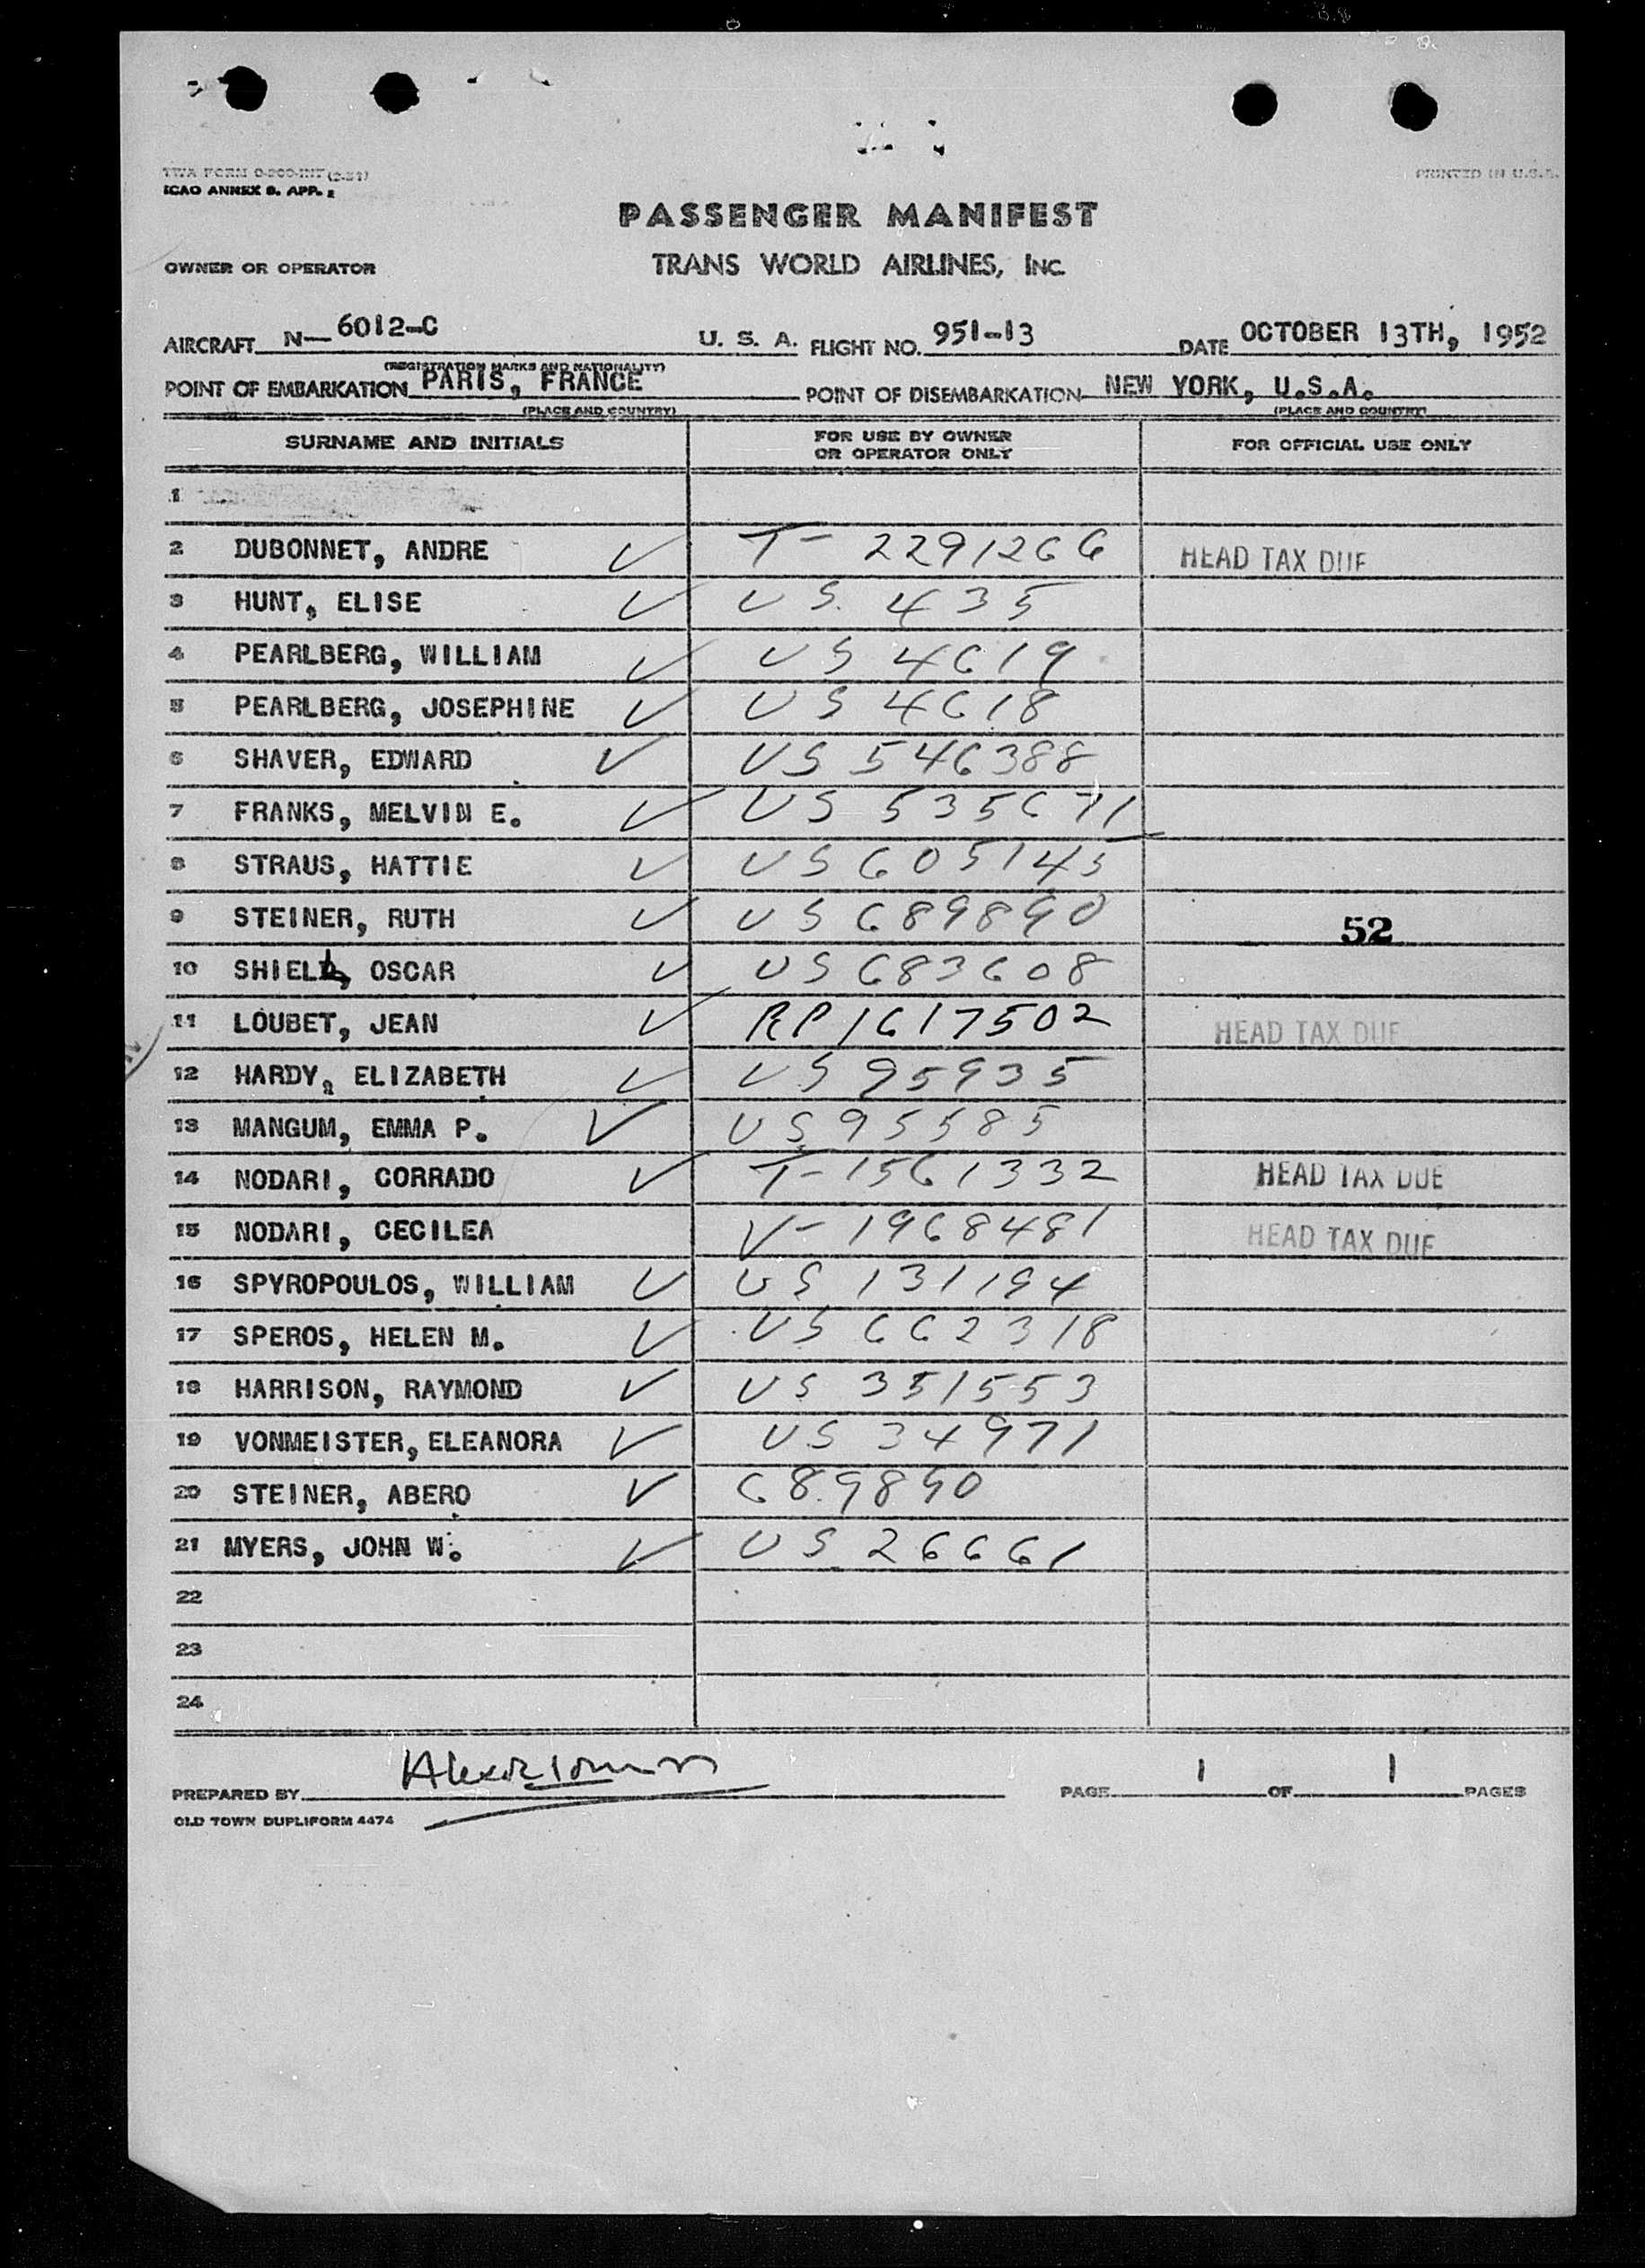 TWA FORM 0-200-INT (2-51)
ICAO ANNEX 9. APP. 2
PRINTED IN U.S.A.
PASSENGER MANIFEST
OWNER OR OPERATOR TRANS WORLD AIRLINES, INC.
AIRCRAFT N— 6012-C U. S. A. FLIGHT NO. 951-13 DATE OCTOBER 13TH, 1952
(REGISTRATION MARKS AND NATIONALITY)
POINT OF EMBARKATION PARIS, FRANCE POINT OF DISEMBARKATION NEW YORK, U.S.A.
(PLACE AND COUNTRY) (PLACE AND COUNTRY)
SURNAME AND INITIALS FOR USE BY OWNER OR OPERATOR ONLY FOR OFFICIAL USE ONLY
1
2 DUBONNET, ANDRE ✓ T- 2291266 HEAD TAX DUE
3 HUNT, ELISE ✓ US 435
4 PEARLBERG, WILLIAM ✓ US 4619
5 PEARLBERG, JOSEPHINE ✓ US 4618
6 SHAVER, EDWARD ✓ US 546388
7 FRANKS, MELVIN E. ✓ US 535671
8 STRAUS, HATTIE ✓ US 605145
9 STEINER, RUTH ✓ US 689890 52
10 SHIELD, OSCAR ✓ US 683608
11 LOUBET, JEAN ✓ RP 1617502 HEAD TAX DUE
12 HARDY, ELIZABETH ✓ US 95935
13 MANGUM, EMMA P. ✓ US 95585
14 NODARI, CORRADO ✓ T- 1561332 HEAD TAX DUE
15 NODARI, CECILEA V- 1968481 HEAD TAX DUE
16 SPYROPOULOS, WILLIAM ✓ US 131194
17 SPEROS, HELEN M. ✓ US 662318
18 HARRISON, RAYMOND ✓ US 351553
19 VONMEISTER, ELEANORA ✓ US 34971
20 STEINER, ABERO ✓ 689890
21 MYERS, JOHN W. ✓ US 26661
22
23
24
PREPARED BY PAGE 1 OF 1 PAGES
OLD TOWN DUPLIFORM 4474